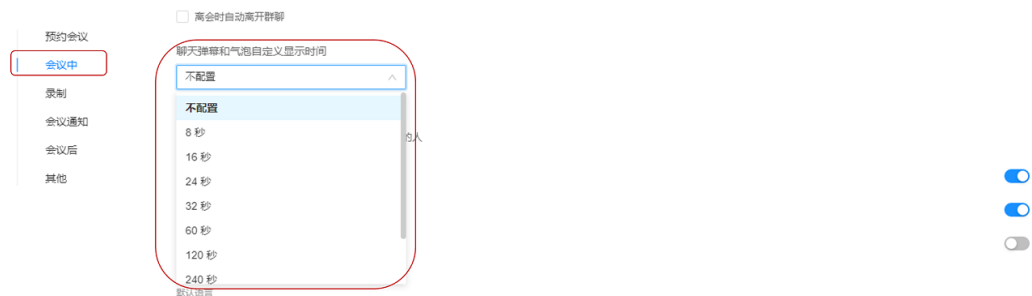 离会时自动离开群聊
预约会议
会议中
录制
会议通知
会议后
其他
聊天弹幕和气泡自定义显示时间
不配置
不配置
8 秒
16 秒
24 秒
32 秒
60 秒
120 秒
240 秒
的人
默认语言